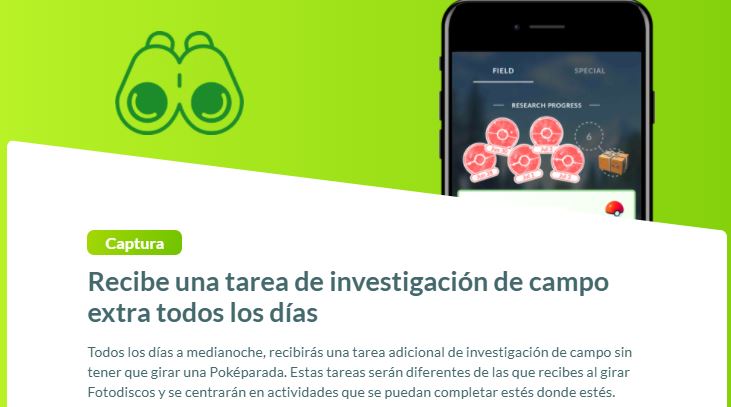 FIELD SPECIAL
RESEARCH PROGRESS
6
Captura
Recibe una tarea de investigación de campo
extra todos los días
Todos los días a medianoche, recibirás una tarea adicional de investigación de campo sin
tener que girar una Poképarada. Estas tareas serán diferentes de las que recibes al girar
Fotodiscos y se centrarán en actividades que se puedan completar estés donde estés.